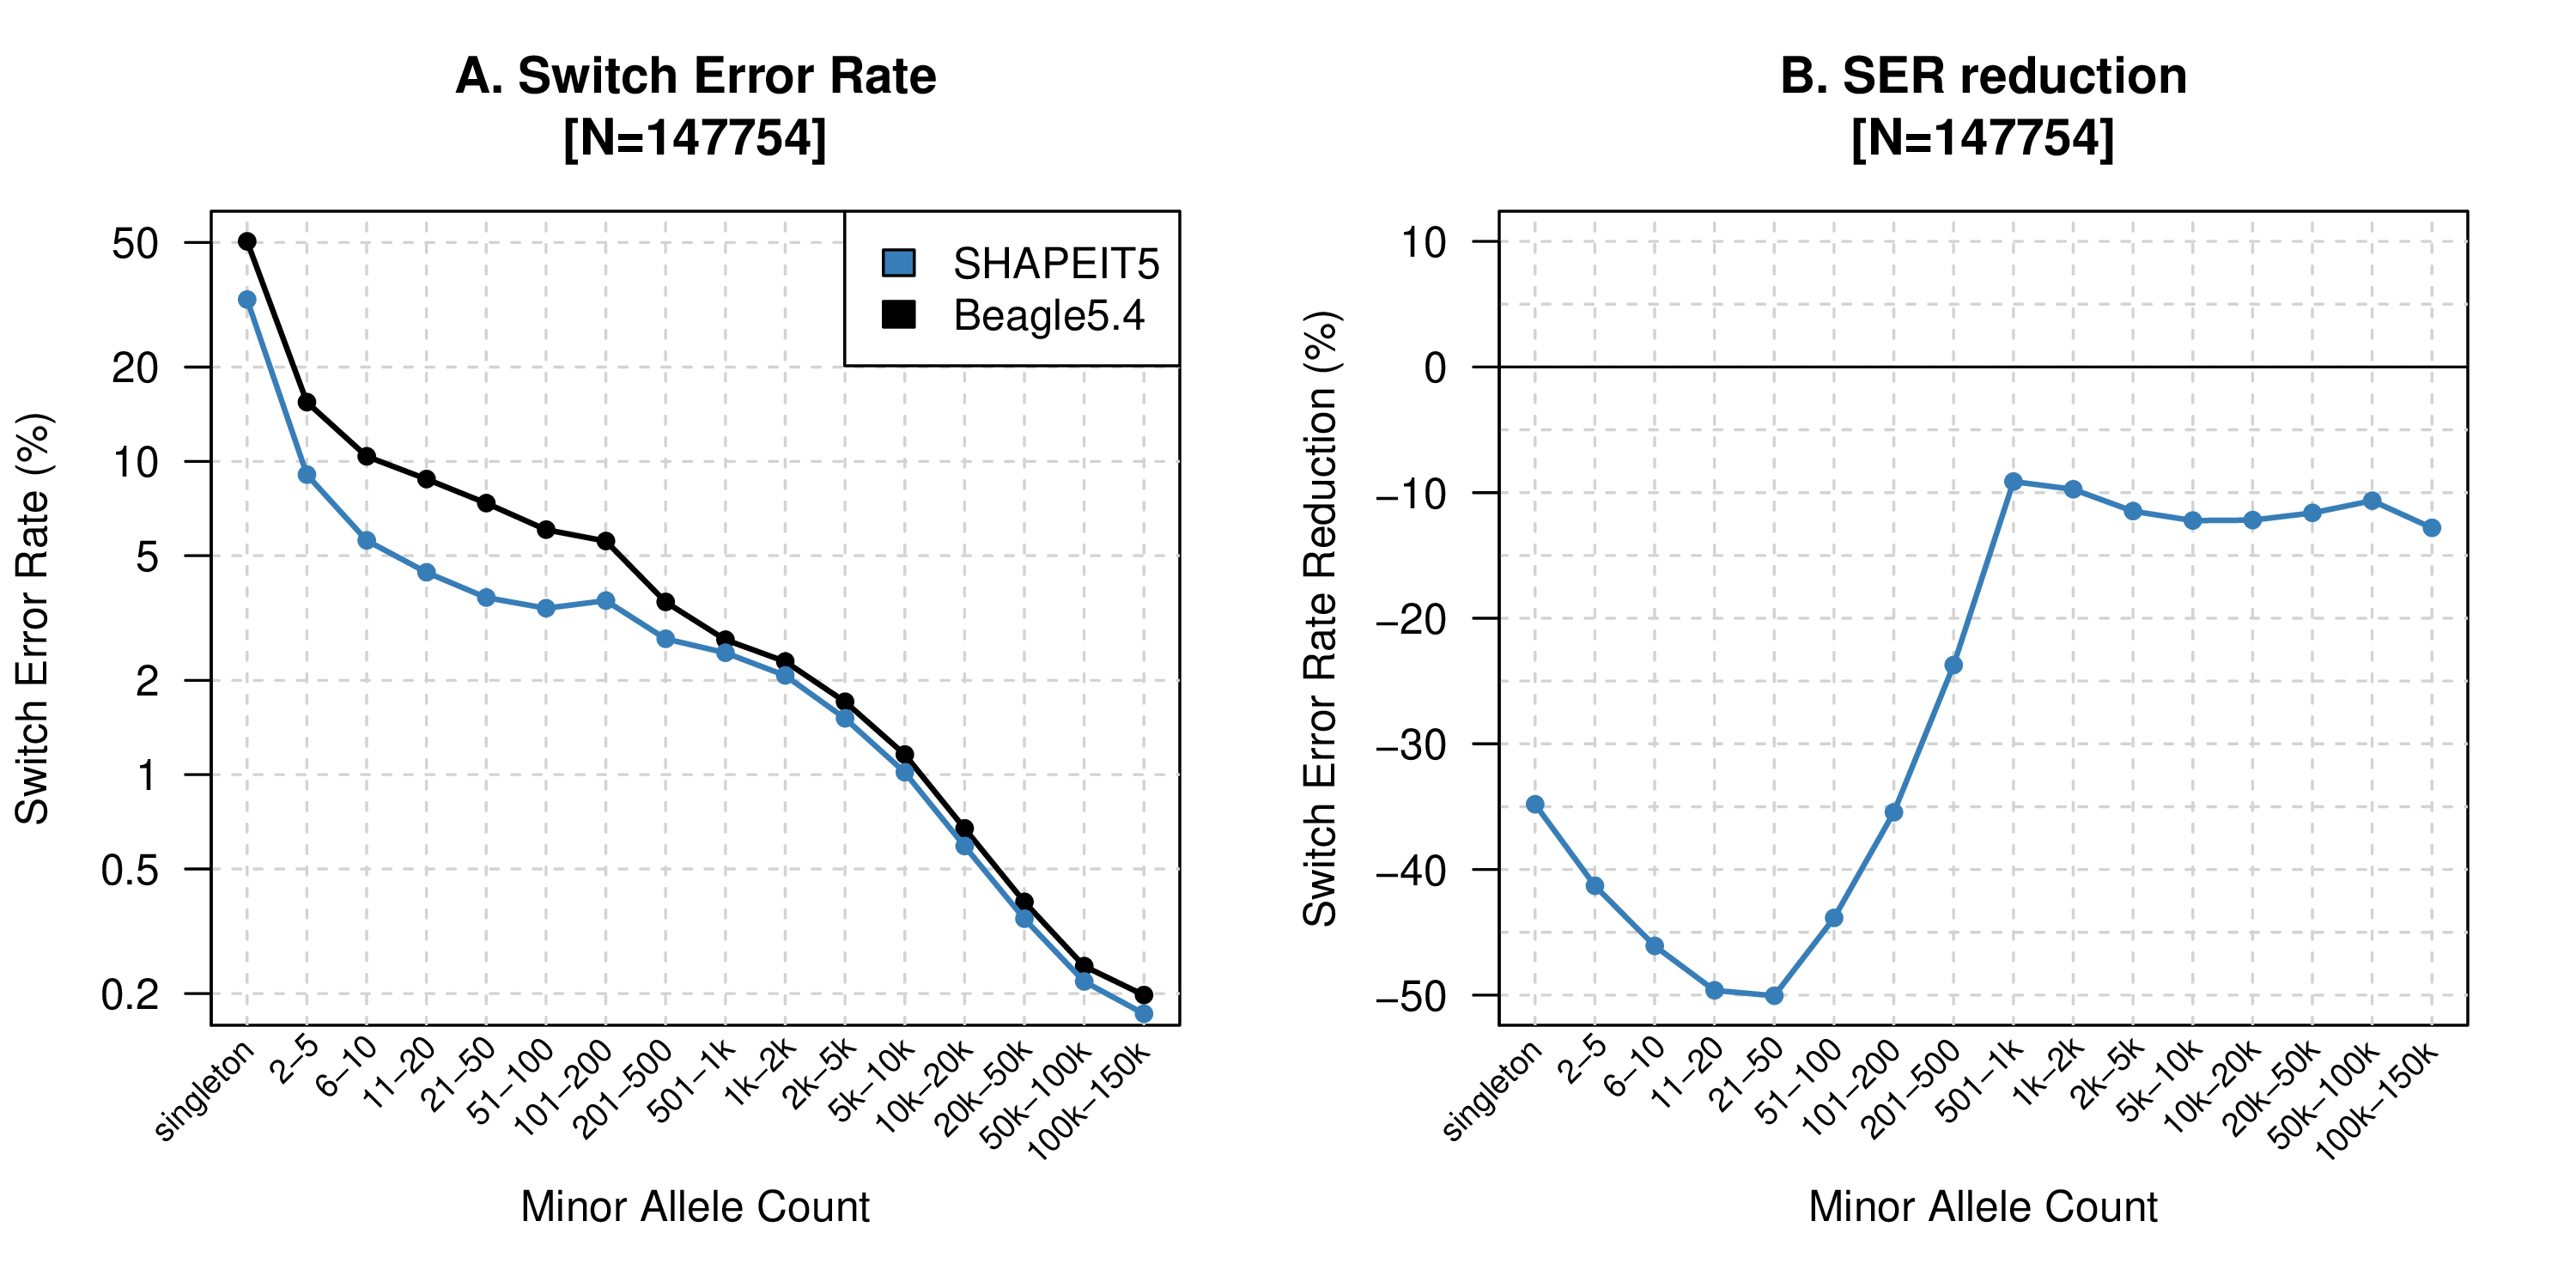 A. Switch Error Rate
[N=147754]
Switch Error Rate (%)
50
20
10
5
2
1
0.5
0.2
SHAPEIT5
Beagle5.4
singleton
2−5
6−10
11−20
21−50
51−100
101−200
201−500
501−1k
1k−2k
2k−5k
5k−10k
10k−20k
20k−50k
50k−100k
100k−150k
Minor Allele Count
B. SER reduction
[N=147754]
Switch Error Rate Reduction (%)
10
0
−10
−20
−30
−40
−50
singleton
2−5
6−10
11−20
21−50
51−100
101−200
201−500
501−1k
1k−2k
2k−5k
5k−10k
10k−20k
20k−50k
50k−100k
100k−150k
Minor Allele Count